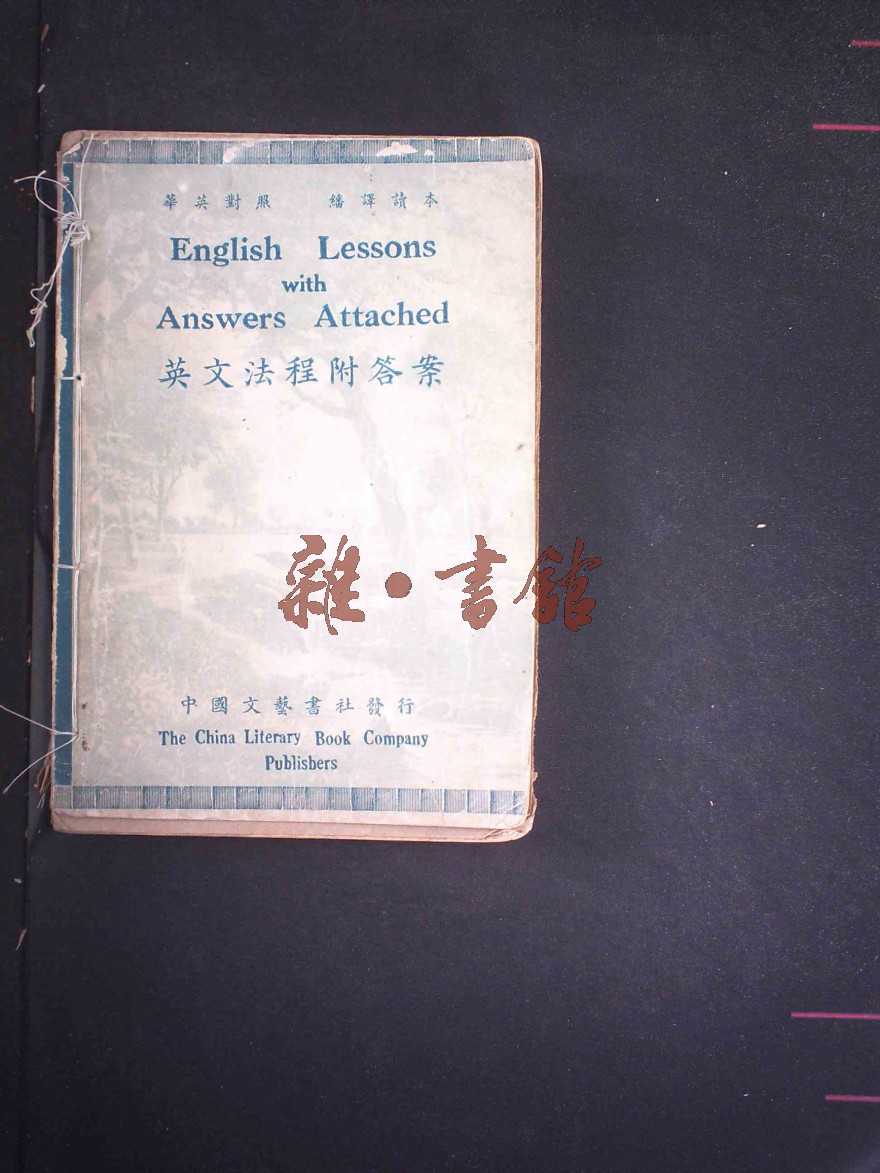 華英對照 繙譯讀本
English Lessons
with
Answers Attached
英文法程附答案
雜•書館
中國文藝書社發行
The China Literary Book Company
Publishers